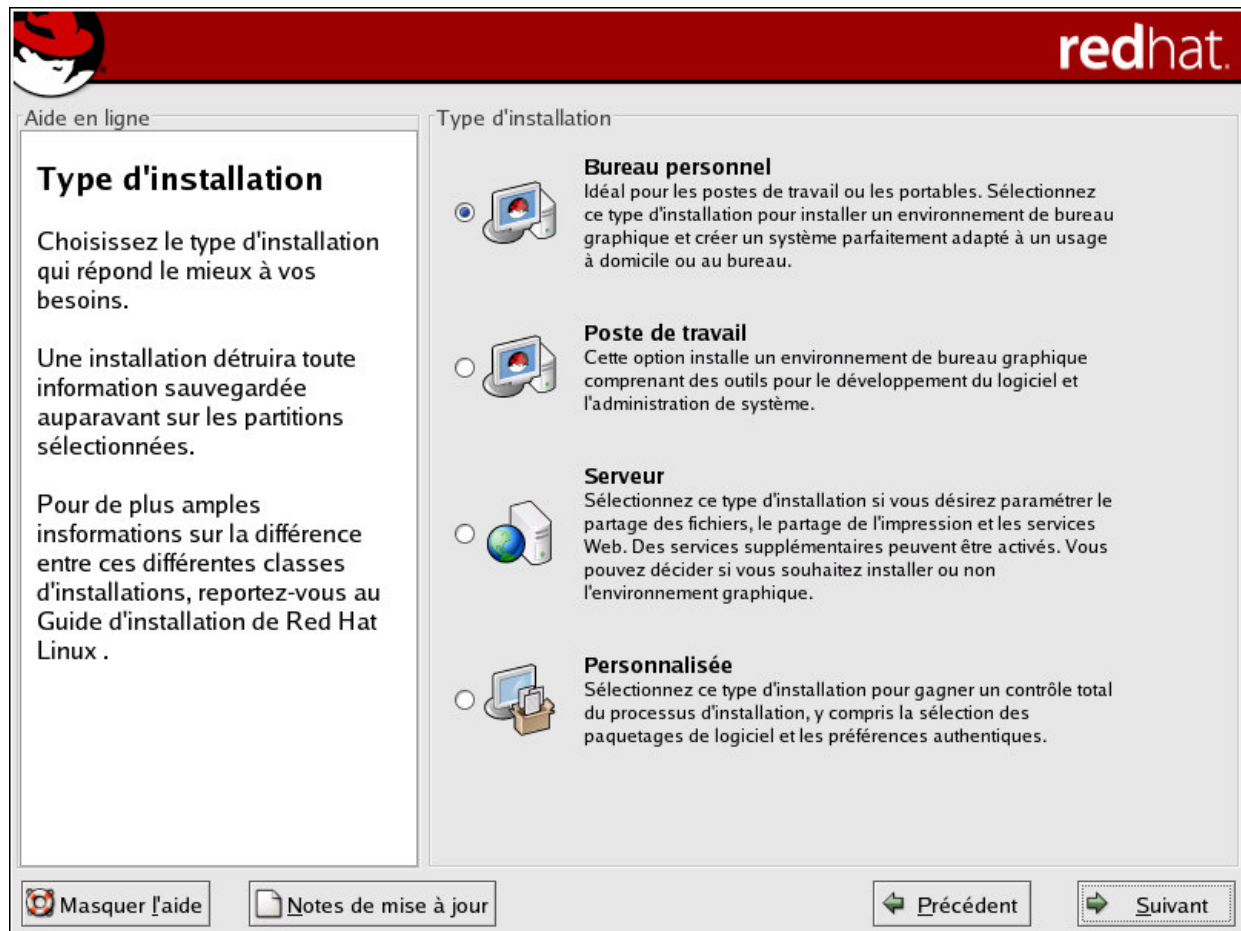 redhat.
Aide en ligne
Type d'installation
Choisissez le type d'installation
qui répond le mieux à vos
besoins.
Une installation détruira toute
information sauvegardée
auparavant sur les partitions
sélectionnées.
Pour de plus amples
insformations sur la différence
entre ces différentes classes
d'installations, reportez-vous au
Guide d'installation de Red Hat
Linux .
Type d'installation
Bureau personnel
Idéal pour les postes de travail ou les portables. Sélectionnez
ce type d'installation pour installer un environnement de bureau
graphique et créer un système parfaitement adapté à un usage
à domicile ou au bureau.
Poste de travail
Cette option installe un environnement de bureau graphique
comprenant des outils pour le développement du logiciel et
l'administration de système.
Serveur
Sélectionnez ce type d'installation si vous désirez paramétrer le
partage des fichiers, le partage de l'impression et les services
Web. Des services supplémentaires peuvent être activés. Vous
pouvez décider si vous souhaitez installer ou non
l'environnement graphique.
Personnalisée
Sélectionnez ce type d'installation pour gagner un contrôle total
du processus d'installation, y compris la sélection des
paquetages de logiciel et les préférences authentiques.
Masquer l'aide
Notes de mise à jour
Précédent
Suivant